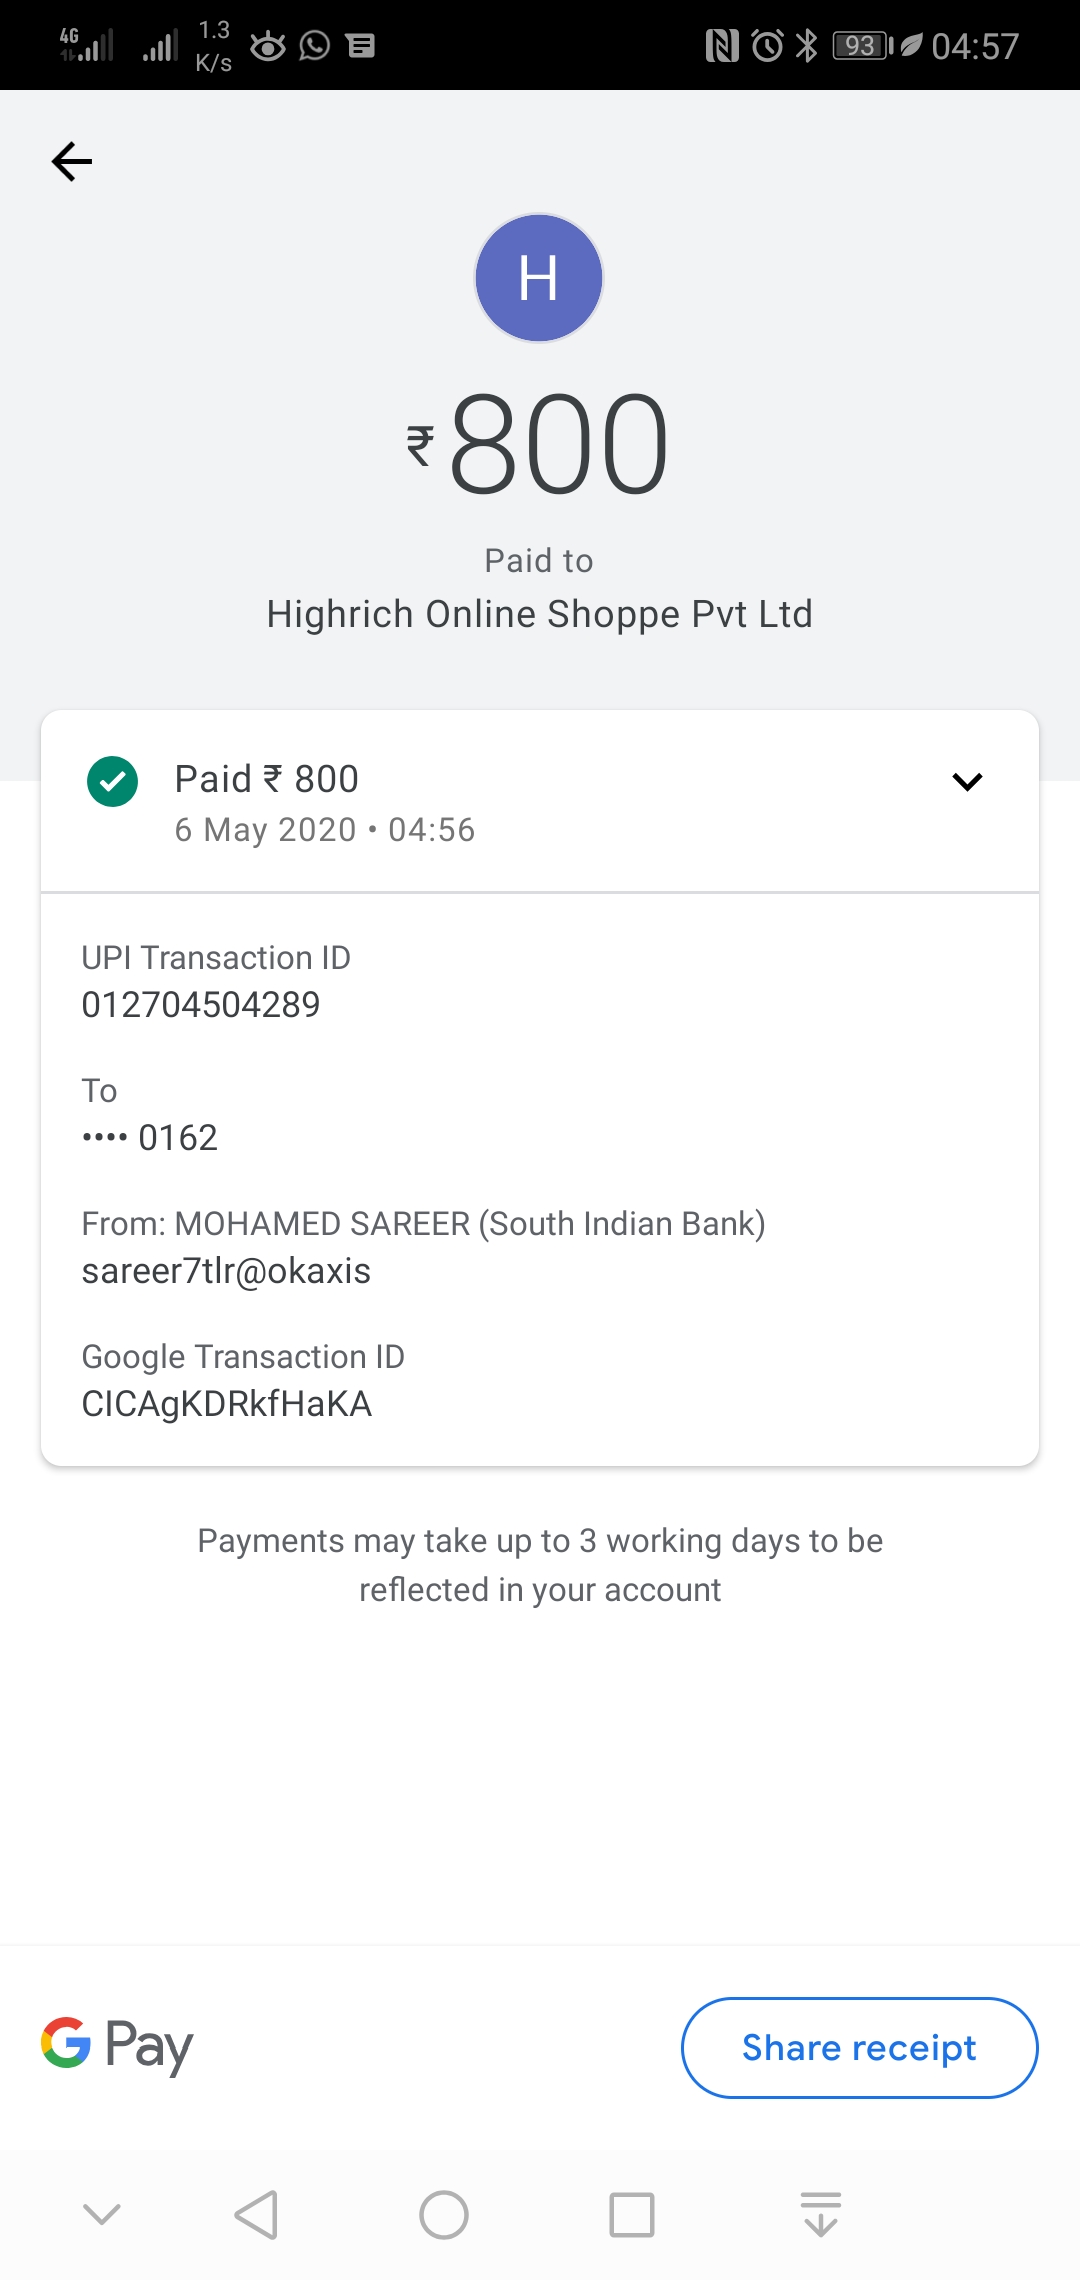 4G
1.3
K/s
93
04:57
H
₹800
Paid to
Highrich Online Shoppe Pvt Ltd
Paid ₹ 800
6 May 2020 • 04:56
UPI Transaction ID
012704504289
To
•••• 0162
From: MOHAMED SAREER (South Indian Bank)
sareer7tlr@okaxis
Google Transaction ID
CICAgKDRkfHaKA
Payments may take up to 3 working days to be
reflected in your account
G Pay
Share receipt